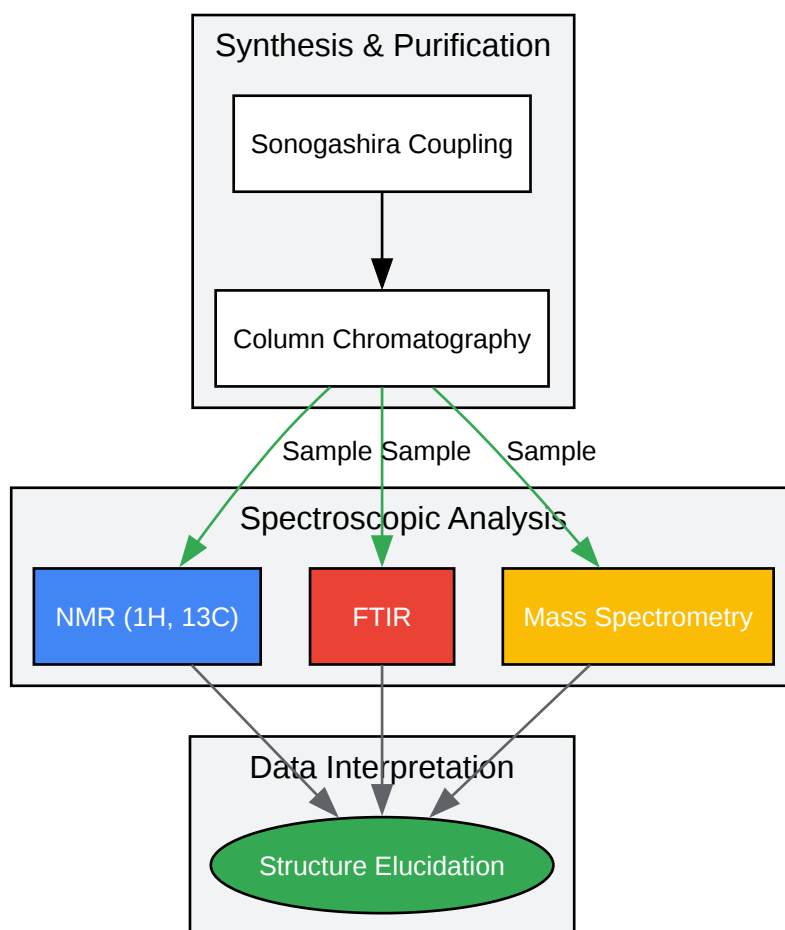 Synthesis & Purification
Sonogashira Coupling
Column Chromatography
Sample
Sample
Sample
Spectroscopic Analysis
NMR (1H, 13C)
FTIR
Mass Spectrometry
Data Interpretation
Structure Elucidation